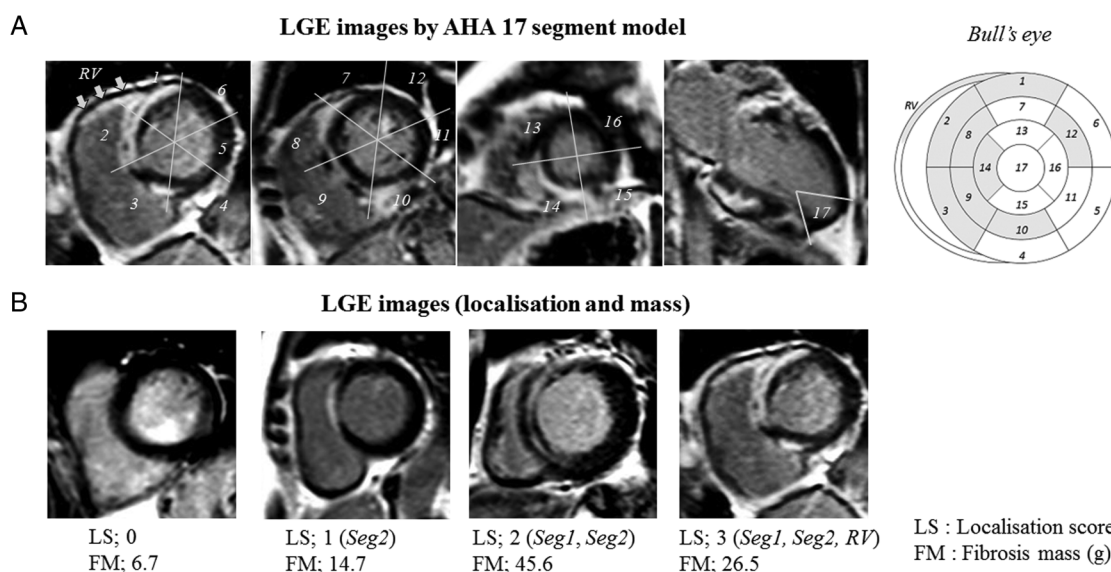 A
LGE images by AHA 17 segment model
Bull's eye
RV
1
6
2
5
3
4
7
12
8
11
9
10
13
16
14
15
17
RV
1
2
7
6
8
13
12
14
17
16
9
15
11
3
10
5
4
B
LGE images (localisation and mass)
LS; 0
FM; 6.7
LS; 1 (Seg2)
FM; 14.7
LS; 2 (Seg1, Seg2)
FM; 45.6
LS; 3 (Seg1, Seg2, RV)
FM; 26.5
LS : Localisation score
FM : Fibrosis mass (g)